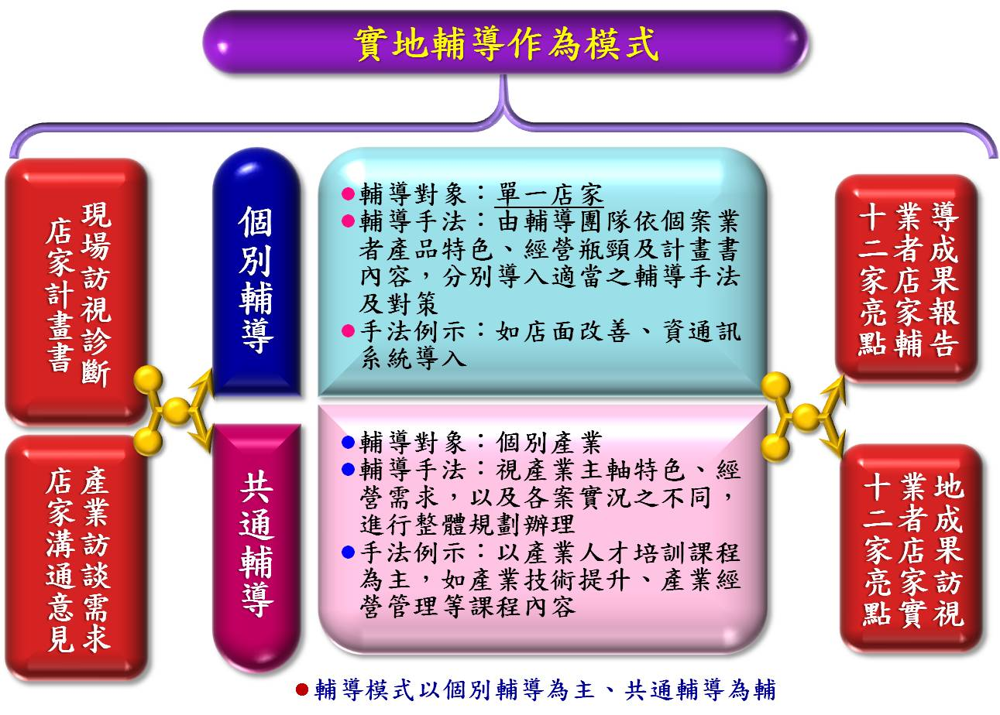 實地輔導作為模式
現場訪視診斷
店家計畫書
產業訪談需求
店家溝通意見
個別輔導
●輔導對象：單一店家
●輔導手法：由輔導團隊依個案業
者產品特色、經營瓶頸及計畫書
內容，分別導入適當之輔導手法
及對策
●手法例示：如店面改善、資通訊
系統導入
共通輔導
●輔導對象：個別產業
●輔導手法：視產業主軸特色、經
營需求，以及各案實況之不同，
進行整體規劃辦理
●手法例示：以產業人才培訓課程
為主，如產業技術提升、產業經
營管理等課程內容
十二家亮點
業者店家輔
導成果報告
十二家亮點
業者店家實
地成果訪視
●輔導模式以個別輔導為主、共通輔導為輔